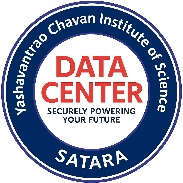 Yashavantrao Chavan Institute of Science
DATA
CENTER
SECURELY POWERING
YOUR FUTURE
SATARA